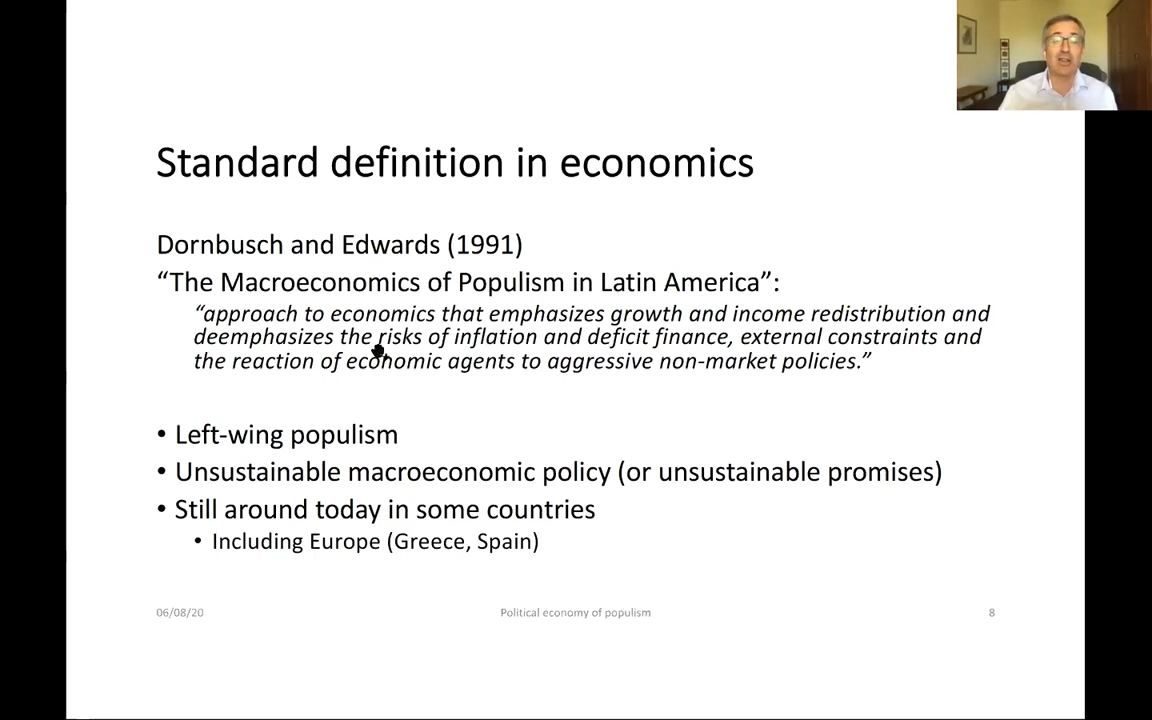 Standard definition in economics
Dornbusch and Edwards (1991)
“The Macroeconomics of Populism in Latin America”:
“approach to economics that emphasizes growth and income redistribution and
deemphasizes the risks of inflation and deficit finance, external constraints and
the reaction of economic agents to aggressive non-market policies.”
• Left-wing populism
• Unsustainable macroeconomic policy (or unsustainable promises)
• Still around today in some countries
• Including Europe (Greece, Spain)
06/08/20 Political economy of populism 8